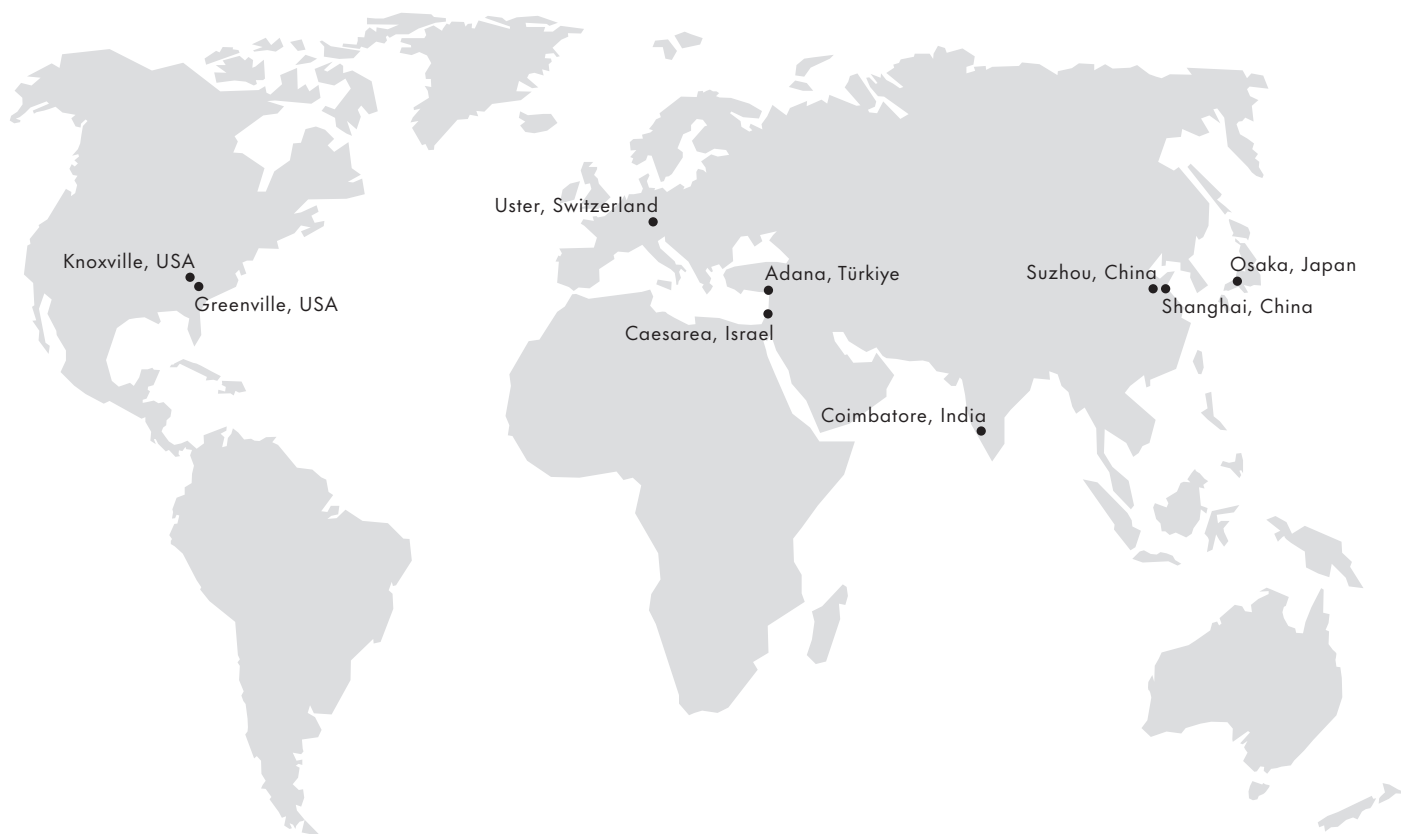 Uster, Switzerland
Knoxville, USA
Greenville, USA
Adana, Türkiye
Caesarea, Israel
Suzhou, China
Osaka, Japan
Shanghai, China
Coimbatore, India